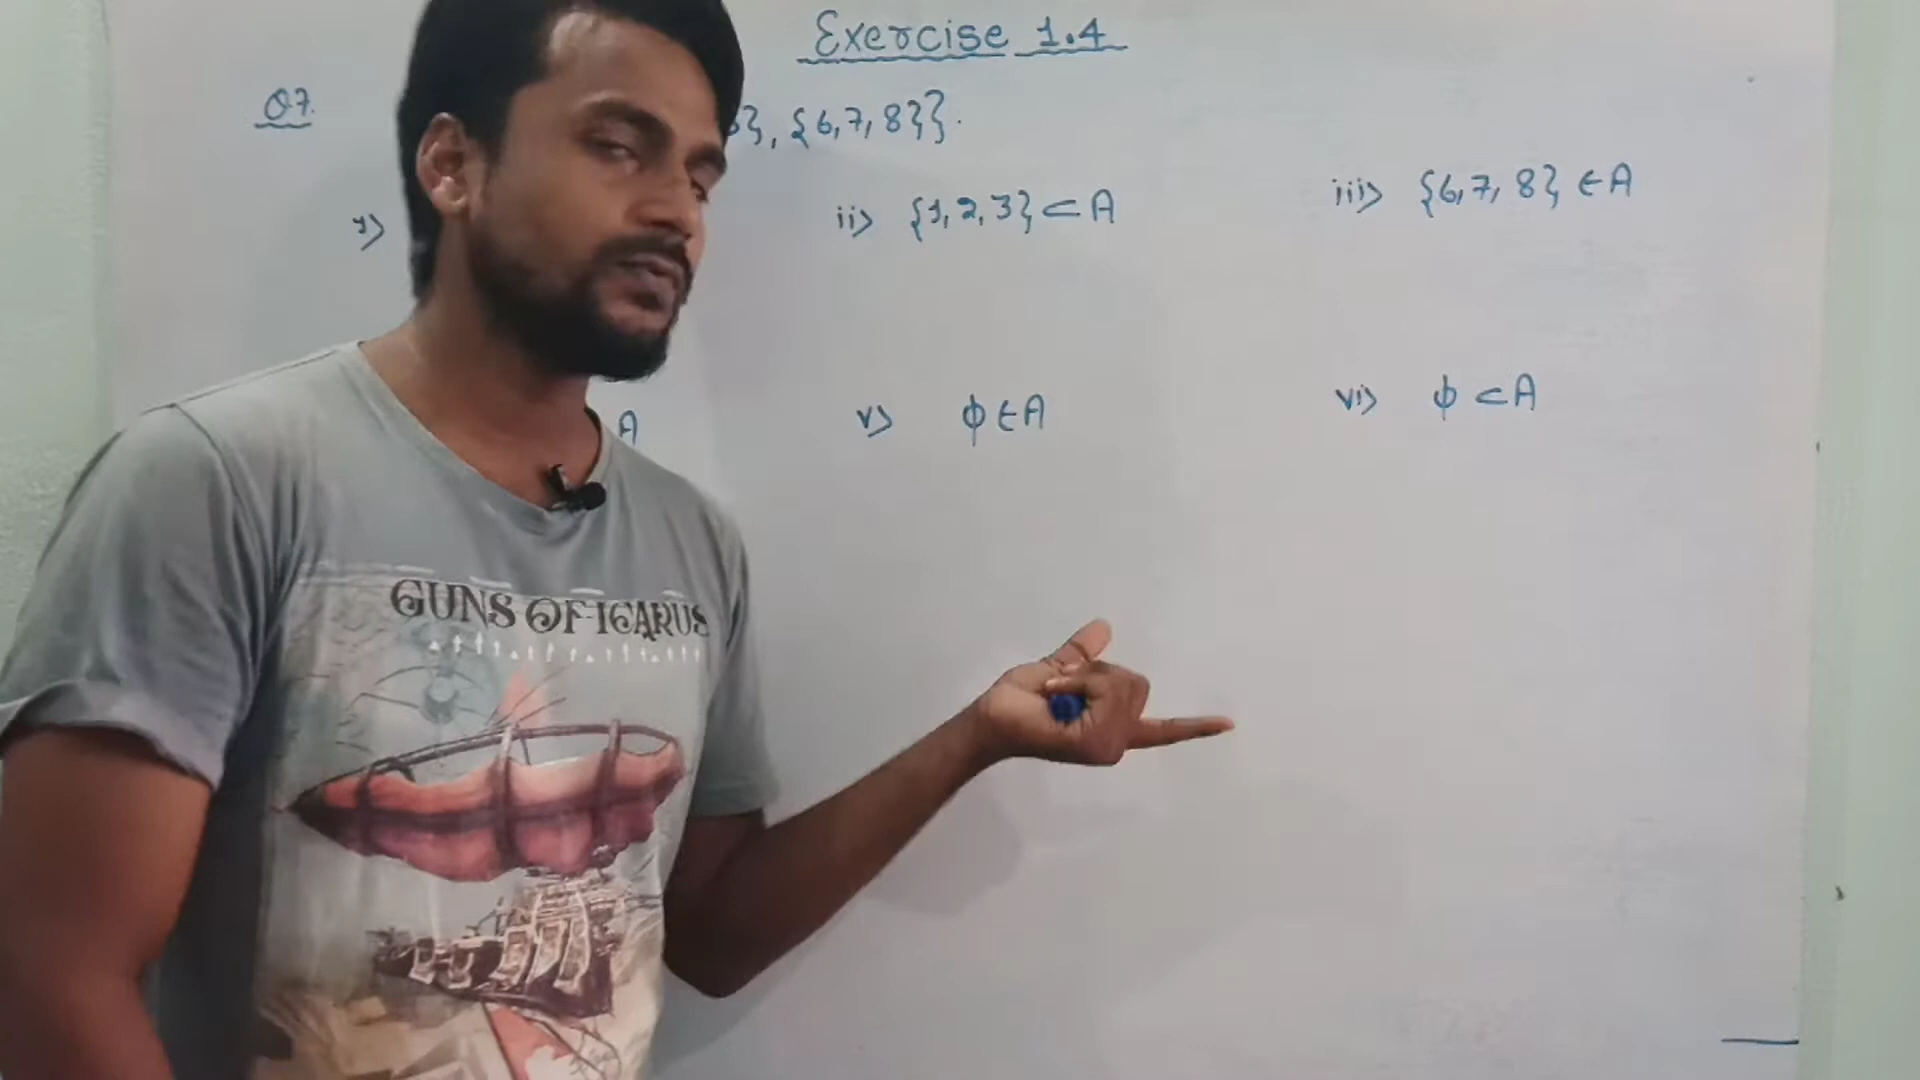 Exercise 1.4
Q7.
}, {6,7,8}}.
i> ii> {1,2,3} ⊂ A iii> {6,7,8} ∈ A
A v> ϕ ∈ A vi> ϕ ⊂ A
GUNS OF ICARUS